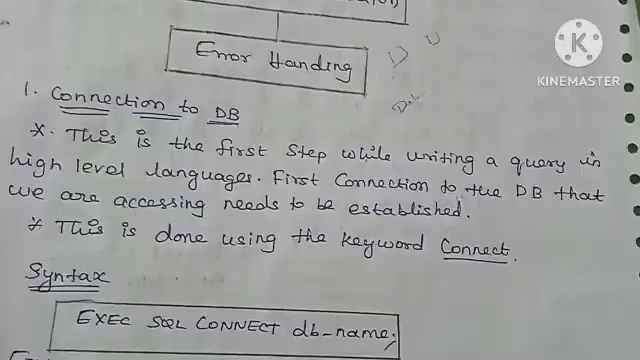 Error Handing
KINEMASTER
1. Connection to DB
* This is the first step while writing a query in
high level languages. First Connection to the DB that
we are accessing needs to be established.
* This is done using the keyword Connect.
Syntax
EXEC SQL CONNECT db-name;